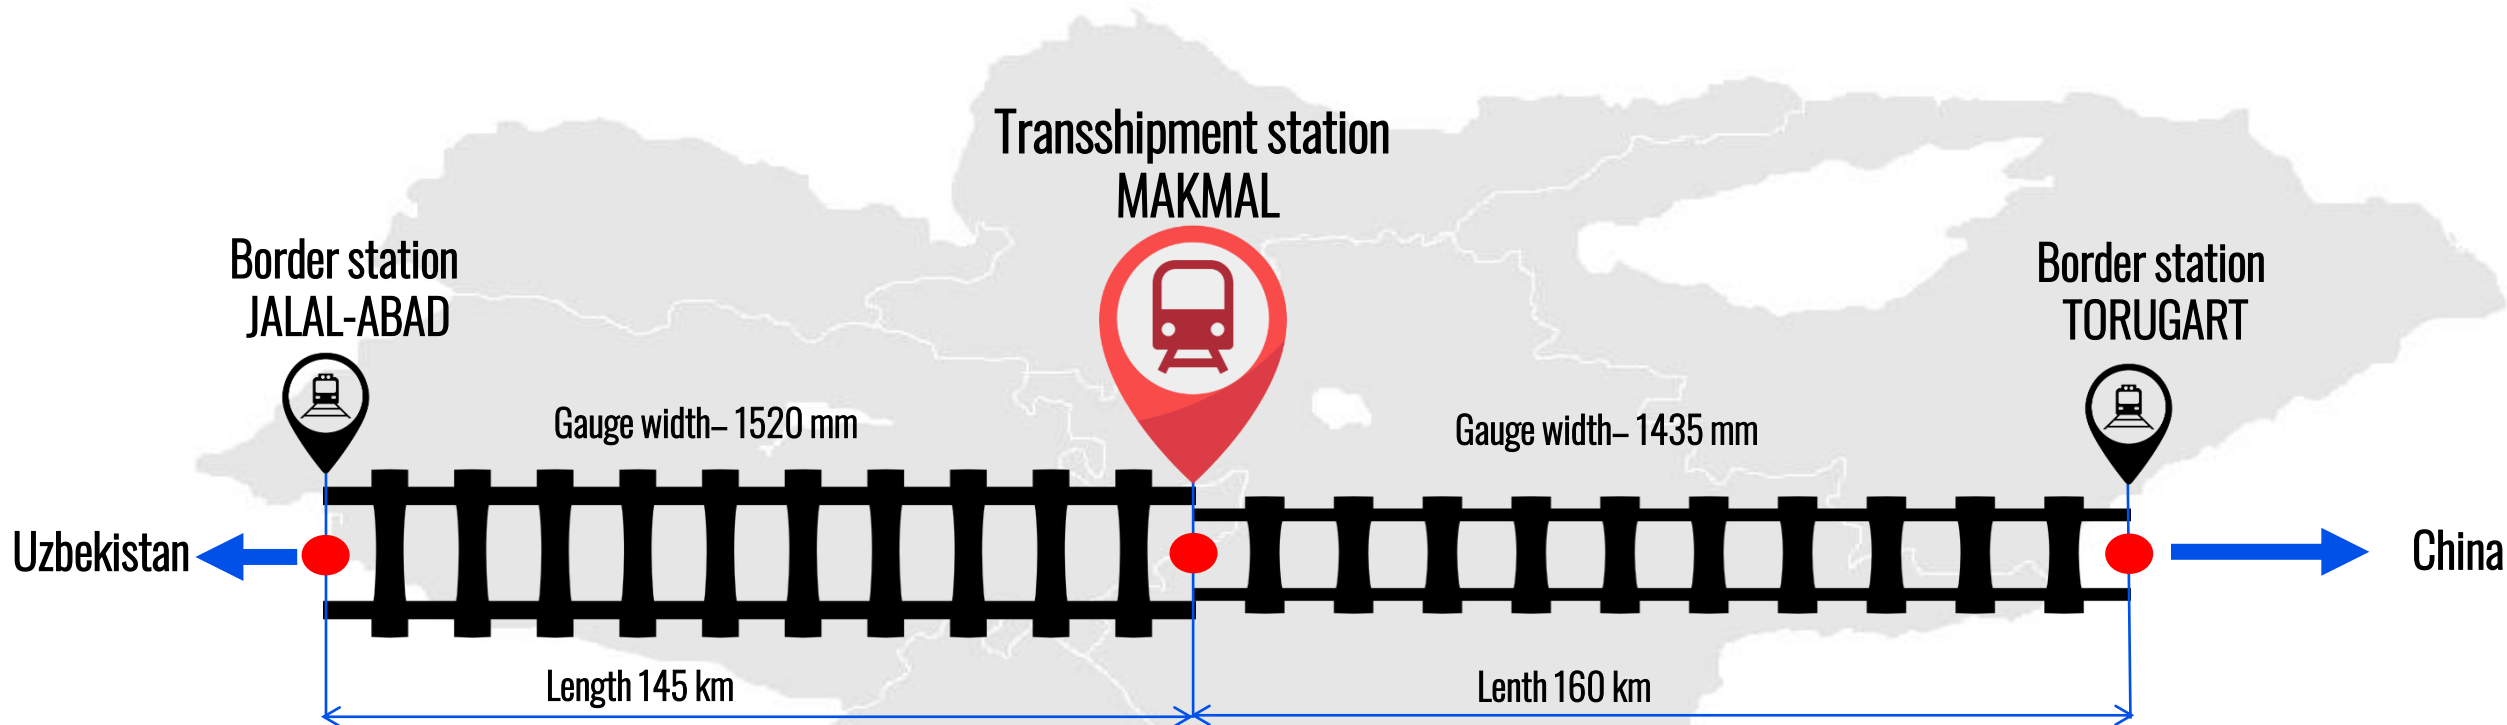 Transshipment station
MAKMAL
Border station
JALAL-ABAD
Border station
TORUGART
Gauge width– 1520 mm
Gauge width– 1435 mm
Uzbekistan
China
Length 145 km
Lenth 160 km